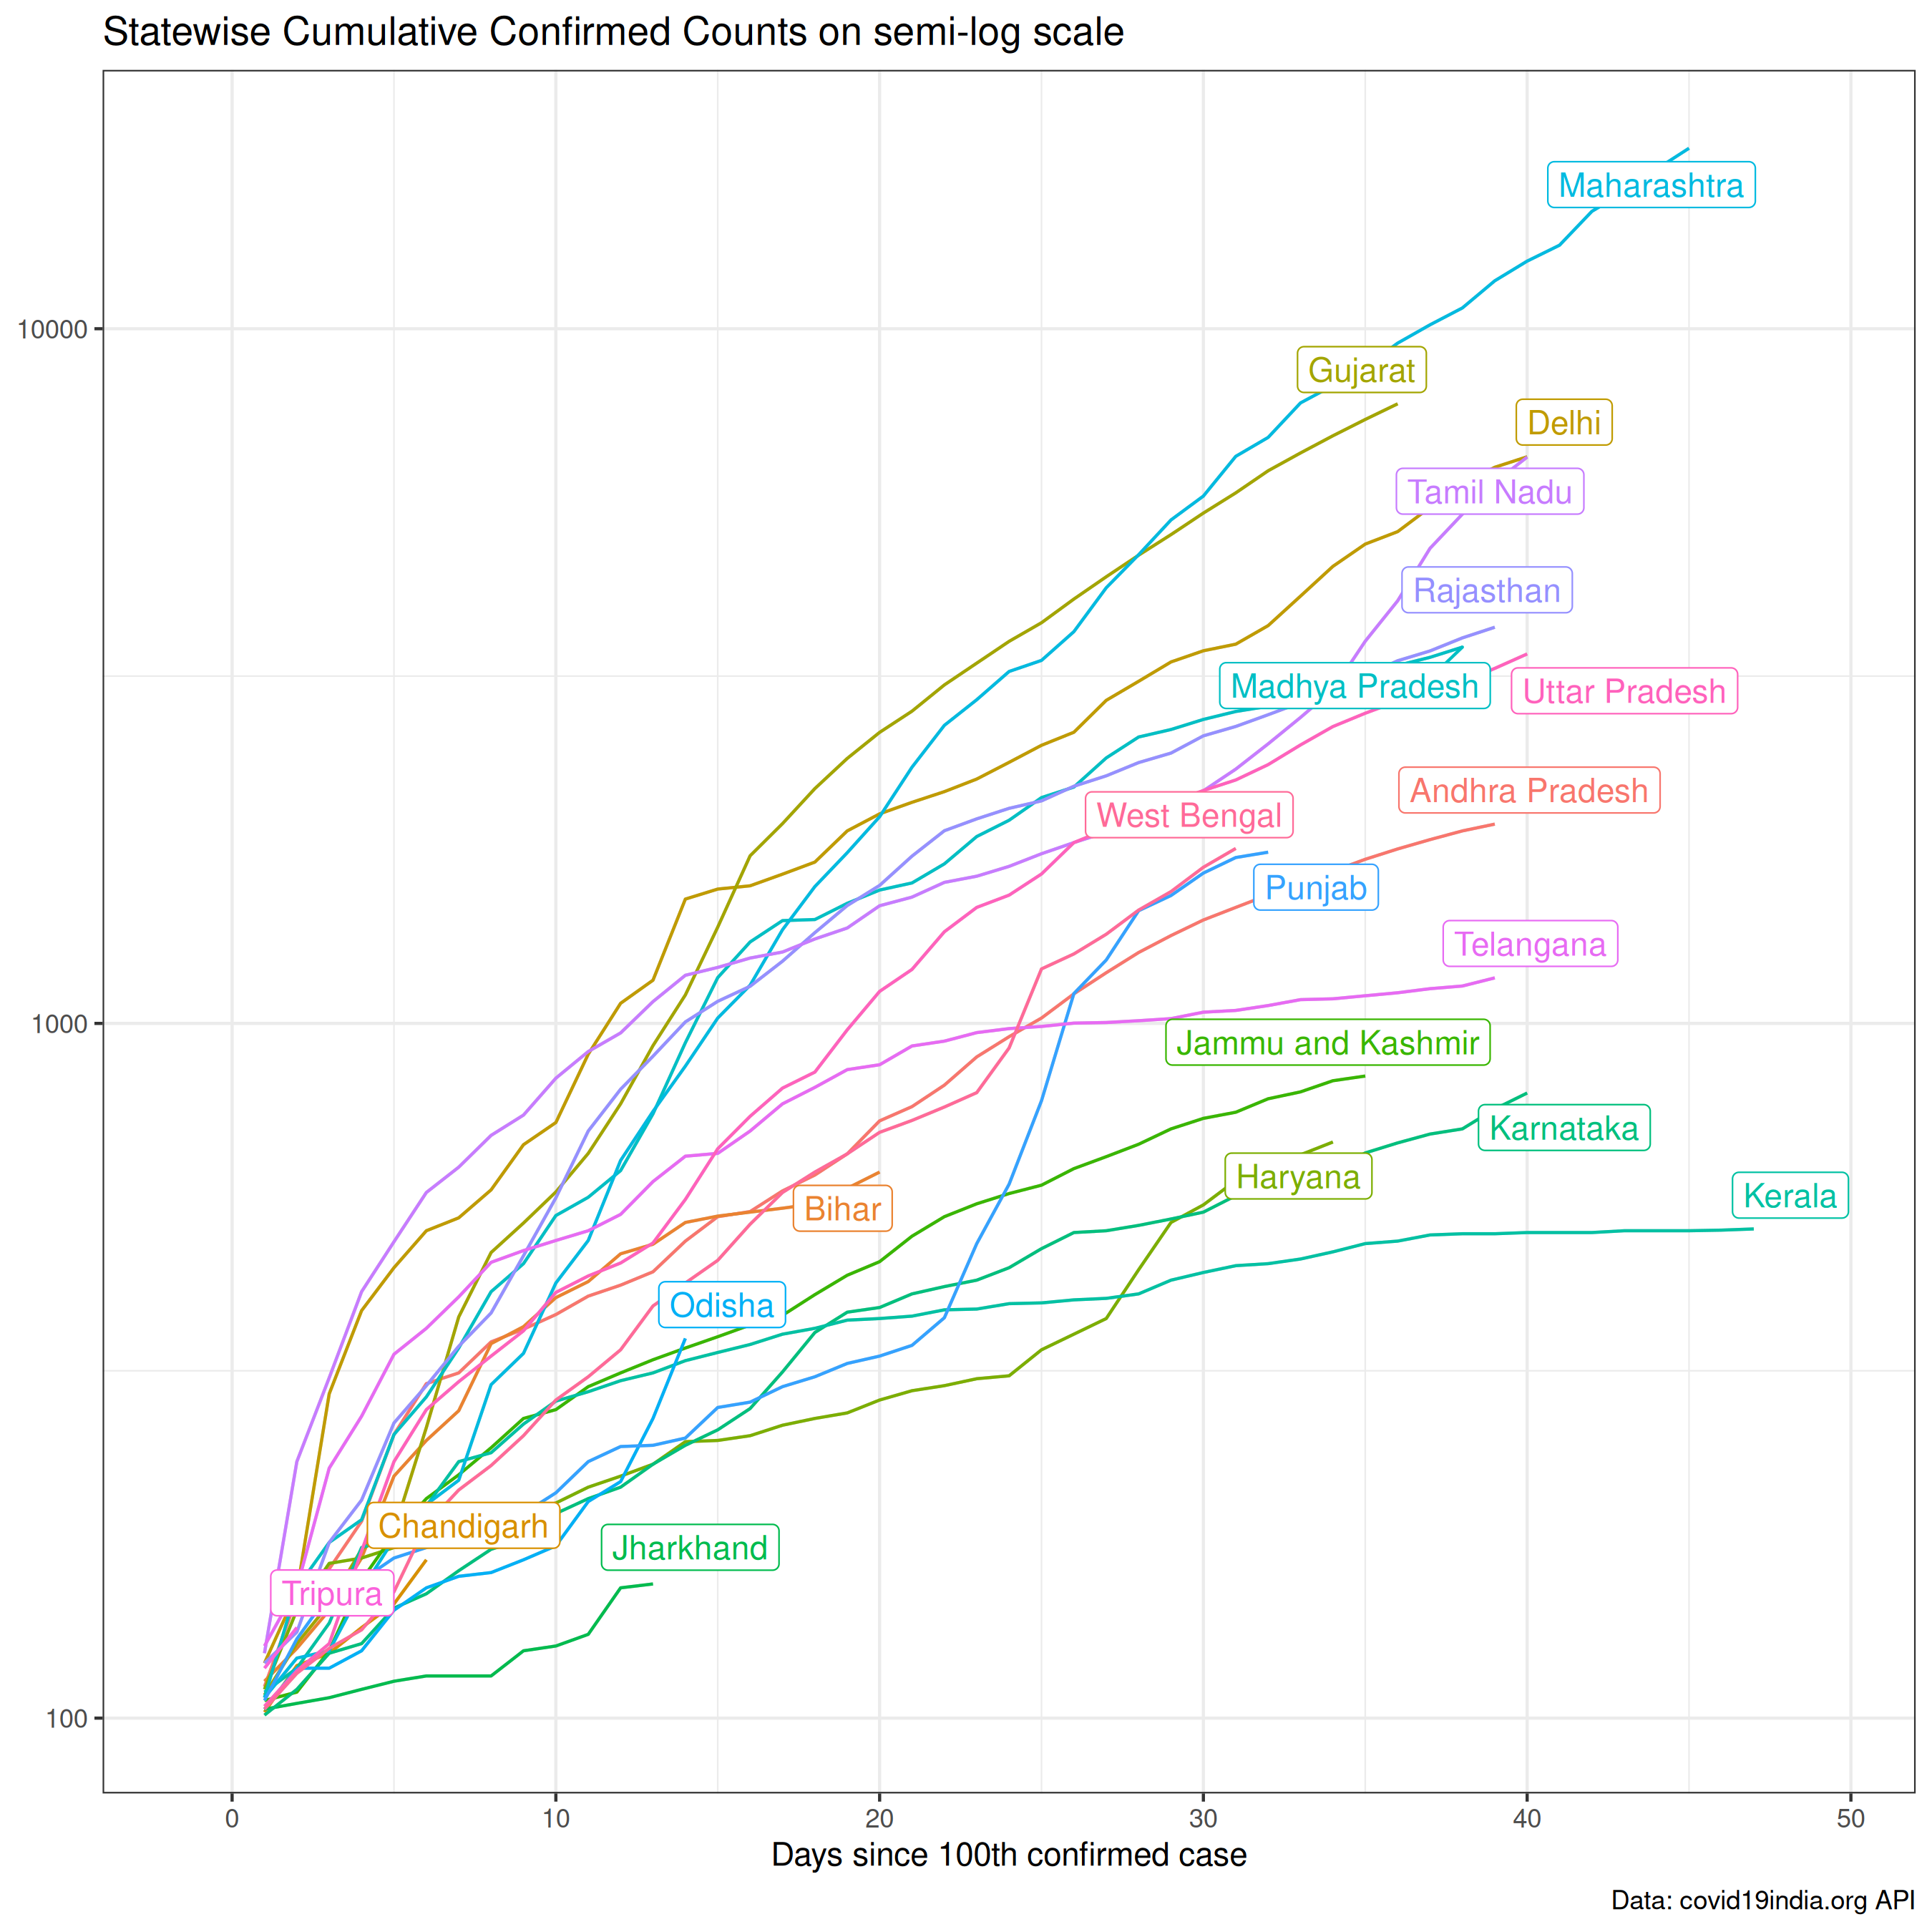 Statewise Cumulative Confirmed Counts on semi-log scale
Maharashtra
10000
Gujarat
Delhi
Tamil Nadu
Rajasthan
Madhya Pradesh
Uttar Pradesh
Andhra Pradesh
West Bengal
Punjab
Telangana
1000
Jammu and Kashmir
Karnataka
Haryana
Kerala
Bihar
Odisha
Chandigarh
Jharkhand
Tripura
100
0 10 20 30 40 50
Days since 100th confirmed case
Data: covid19india.org API